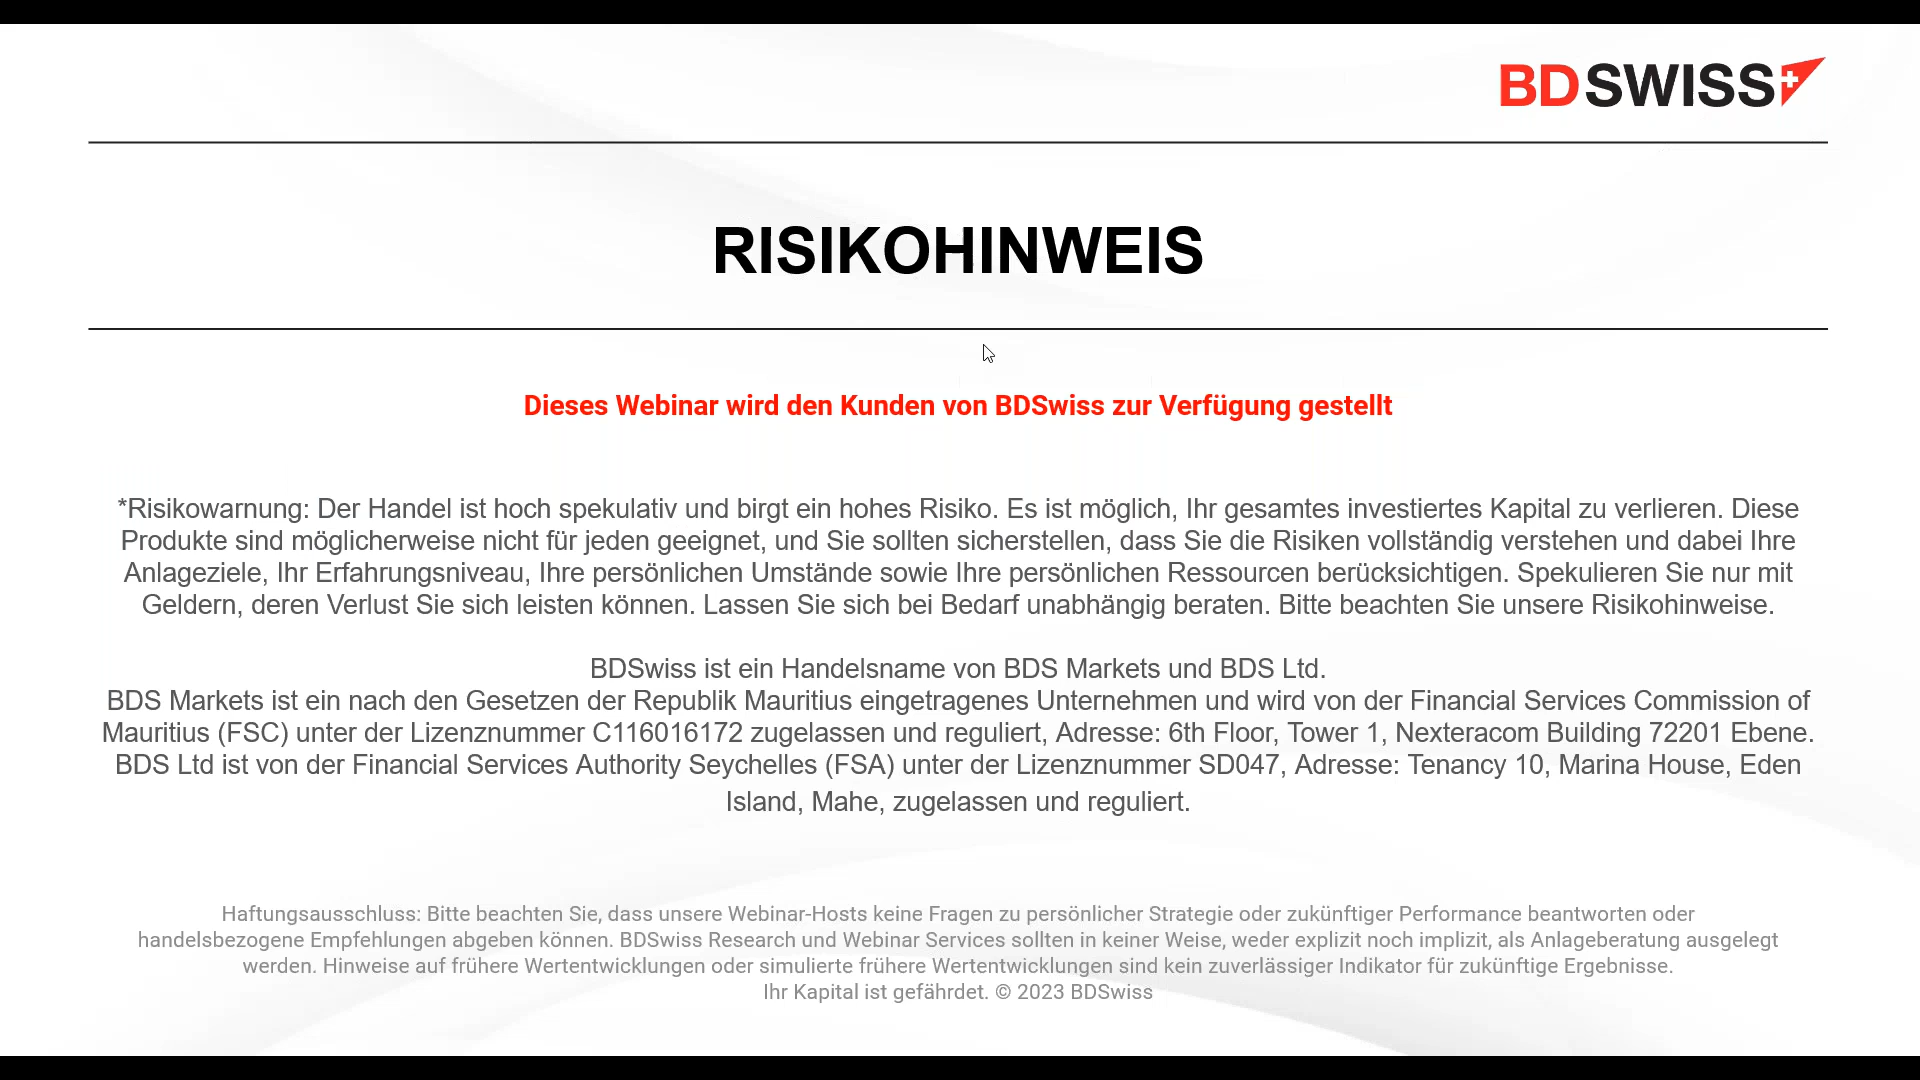 BDSWISS
RISIKOHINWEIS
Dieses Webinar wird den Kunden von BDSwiss zur Verfügung gestellt
*Risikowarnung: Der Handel ist hoch spekulativ und birgt ein hohes Risiko. Es ist möglich, Ihr gesamtes investiertes Kapital zu verlieren. Diese
Produkte sind möglicherweise nicht für jeden geeignet, und Sie sollten sicherstellen, dass Sie die Risiken vollständig verstehen und dabei Ihre
Anlageziele, Ihr Erfahrungsniveau, Ihre persönlichen Umstände sowie Ihre persönlichen Ressourcen berücksichtigen. Spekulieren Sie nur mit
Geldern, deren Verlust Sie sich leisten können. Lassen Sie sich bei Bedarf unabhängig beraten. Bitte beachten Sie unsere Risikohinweise.
BDSwiss ist ein Handelsname von BDS Markets und BDS Ltd.
BDS Markets ist ein nach den Gesetzen der Republik Mauritius eingetragenes Unternehmen und wird von der Financial Services Commission of
Mauritius (FSC) unter der Lizenznummer C116016172 zugelassen und reguliert, Adresse: 6th Floor, Tower 1, Nexteracom Building 72201 Ebene.
BDS Ltd ist von der Financial Services Authority Seychelles (FSA) unter der Lizenznummer SD047, Adresse: Tenancy 10, Marina House, Eden
Island, Mahe, zugelassen und reguliert.
Haftungsausschluss: Bitte beachten Sie, dass unsere Webinar-Hosts keine Fragen zu persönlicher Strategie oder zukünftiger Performance beantworten oder
handelsbezogene Empfehlungen abgeben können. BDSwiss Research und Webinar Services sollten in keiner Weise, weder explizit noch implizit, als Anlageberatung ausgelegt
werden. Hinweise auf frühere Wertentwicklungen oder simulierte frühere Wertentwicklungen sind kein zuverlässiger Indikator für zukünftige Ergebnisse.
Ihr Kapital ist gefährdet. © 2023 BDSwiss